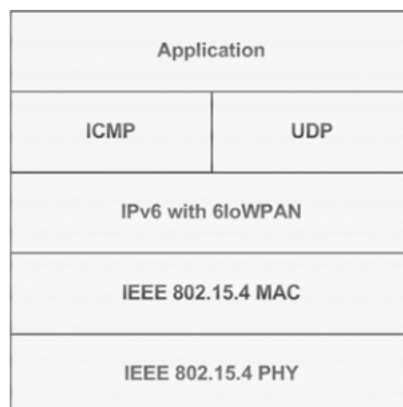 Application
ICMP UDP
IPv6 with 6loWPAN
IEEE 802.15.4 MAC
IEEE 802.15.4 PHY